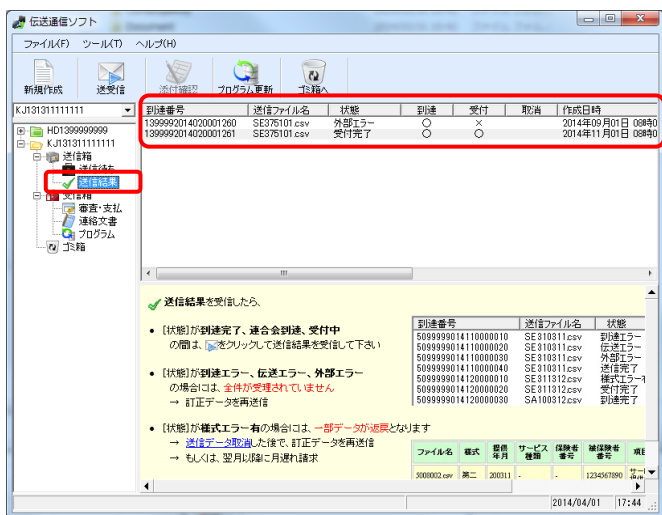 伝送通信ソフト
ファイル(F) ツール(T) ヘルプ(H)
新規作成 送受信 添付確認 プログラム更新 ゴミ箱へ
KJ131311111111
HD1399999999
KJ131311111111
送信箱
送信待ち
送信結果
受信箱
審査・支払
連絡文書
プログラム
ゴミ箱
到達番号 送信ファイル名 状態 到達 受付 取消 作成日時
1399992014020001260 SE375101.csv 外部エラー ○ × 2014年09月01日 08時0
1399992014020001261 SE375101.csv 受付完了 ○ ○ 2014年11月01日 08時0
送信結果を受信したら、
• [状態]が到達完了、連合会到達、受付中
の間は、をクリックして送信結果を受信して下さい
• [状態]が到達エラー、伝送エラー、外部エラー
の場合には、全件が受理されていません
→ 訂正データを再送信
• [状態]が様式エラー有の場合には、一部データが返戻となります
→ 送信データ取消した後で、訂正データを再送信
→ もしくは、翌月以降に月遅れ請求
到達番号 送信ファイル名 状態
5099999014110000010 SE310311.csv 到達エラー
5099999014110000020 SE310311.csv 伝送エラー
5099999014110000030 SE310311.csv 外部エラー
5099999014110000040 SE310311.csv 送信完了
5099999014120000010 SE311312.csv 様式エラー
5099999014120000020 SE311312.csv 受付完了
5099999014120000030 SA100312.csv 到達完了
ファイル名 様式 提供年月 サービス種類 保険者番号 被保険者番号
5008002.csv 第二 200311 - - 1234567890
2014/04/01 17:44